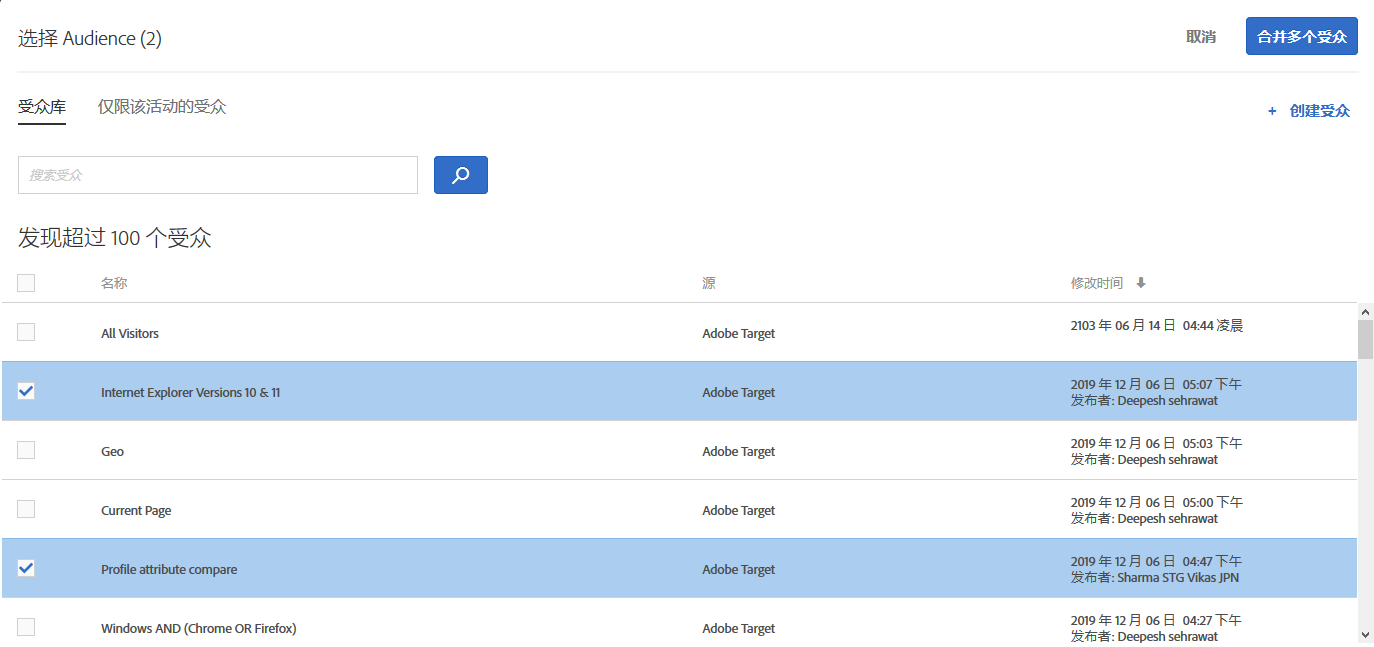 选择 Audience (2)
取消
合并多个受众
受众库
仅限该活动的受众
+ 创建受众
搜索受众
发现超过 100 个受众
名称
源
修改时间
All Visitors
Adobe Target
2103 年 06 月 14 日 04:44 凌晨
Internet Explorer Versions 10 & 11
Adobe Target
2019 年 12 月 06 日 05:07 下午
发布者: Deepesh sehrawat
Geo
Adobe Target
2019 年 12 月 06 日 05:03 下午
发布者: Deepesh sehrawat
Current Page
Adobe Target
2019 年 12 月 06 日 05:00 下午
发布者: Deepesh sehrawat
Profile attribute compare
Adobe Target
2019 年 12 月 06 日 04:47 下午
发布者: Sharma STG Vikas JPN
Windows AND (Chrome OR Firefox)
Adobe Target
2019 年 12 月 06 日 04:27 下午
发布者: Deepesh sehrawat